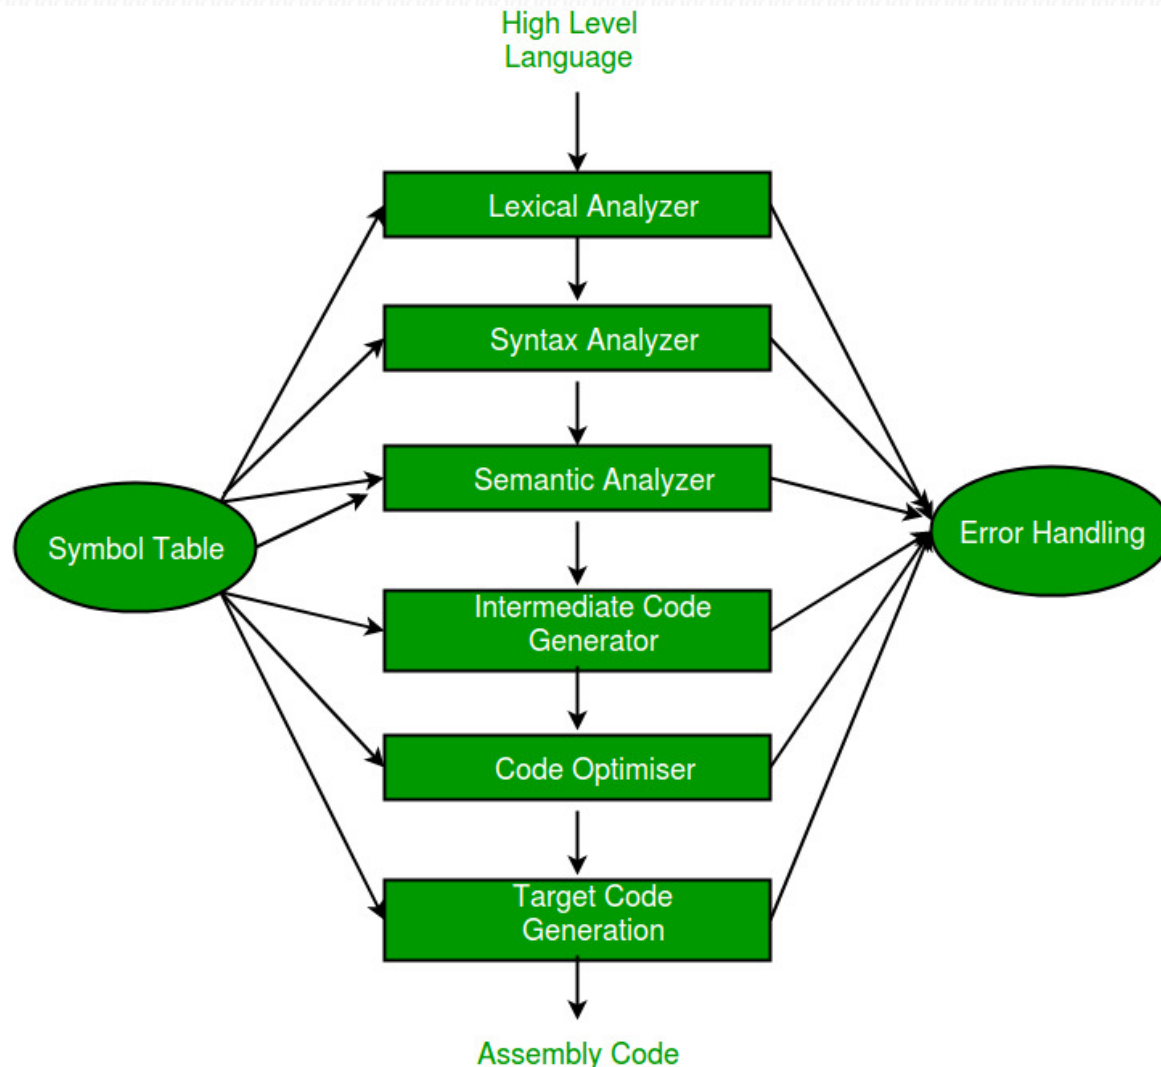 High Level
Language
Lexical Analyzer
Syntax Analyzer
Semantic Analyzer
Symbol Table
Error Handling
Intermediate Code
Generator
Code Optimiser
Target Code
Generation
Assembly Code